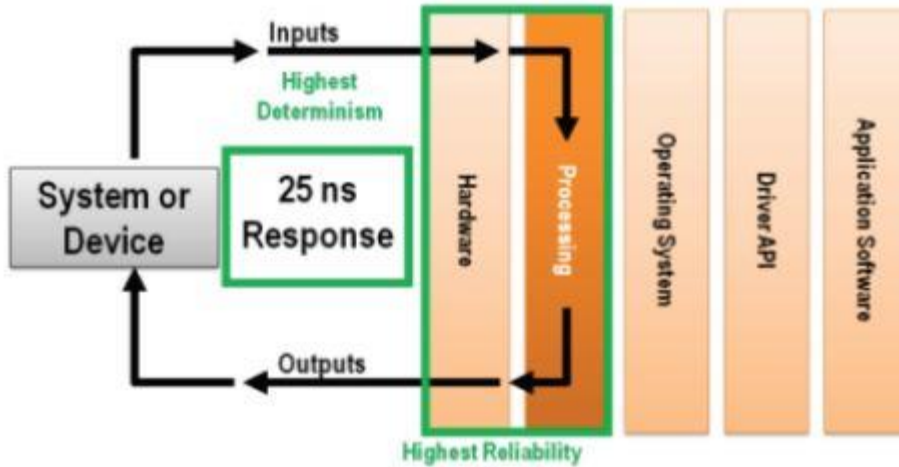 Inputs
Highest
Determinism
System or
Device
25 ns
Response
Hardware
Processing
Operating System
Driver API
Application Software
Outputs
Highest Reliability